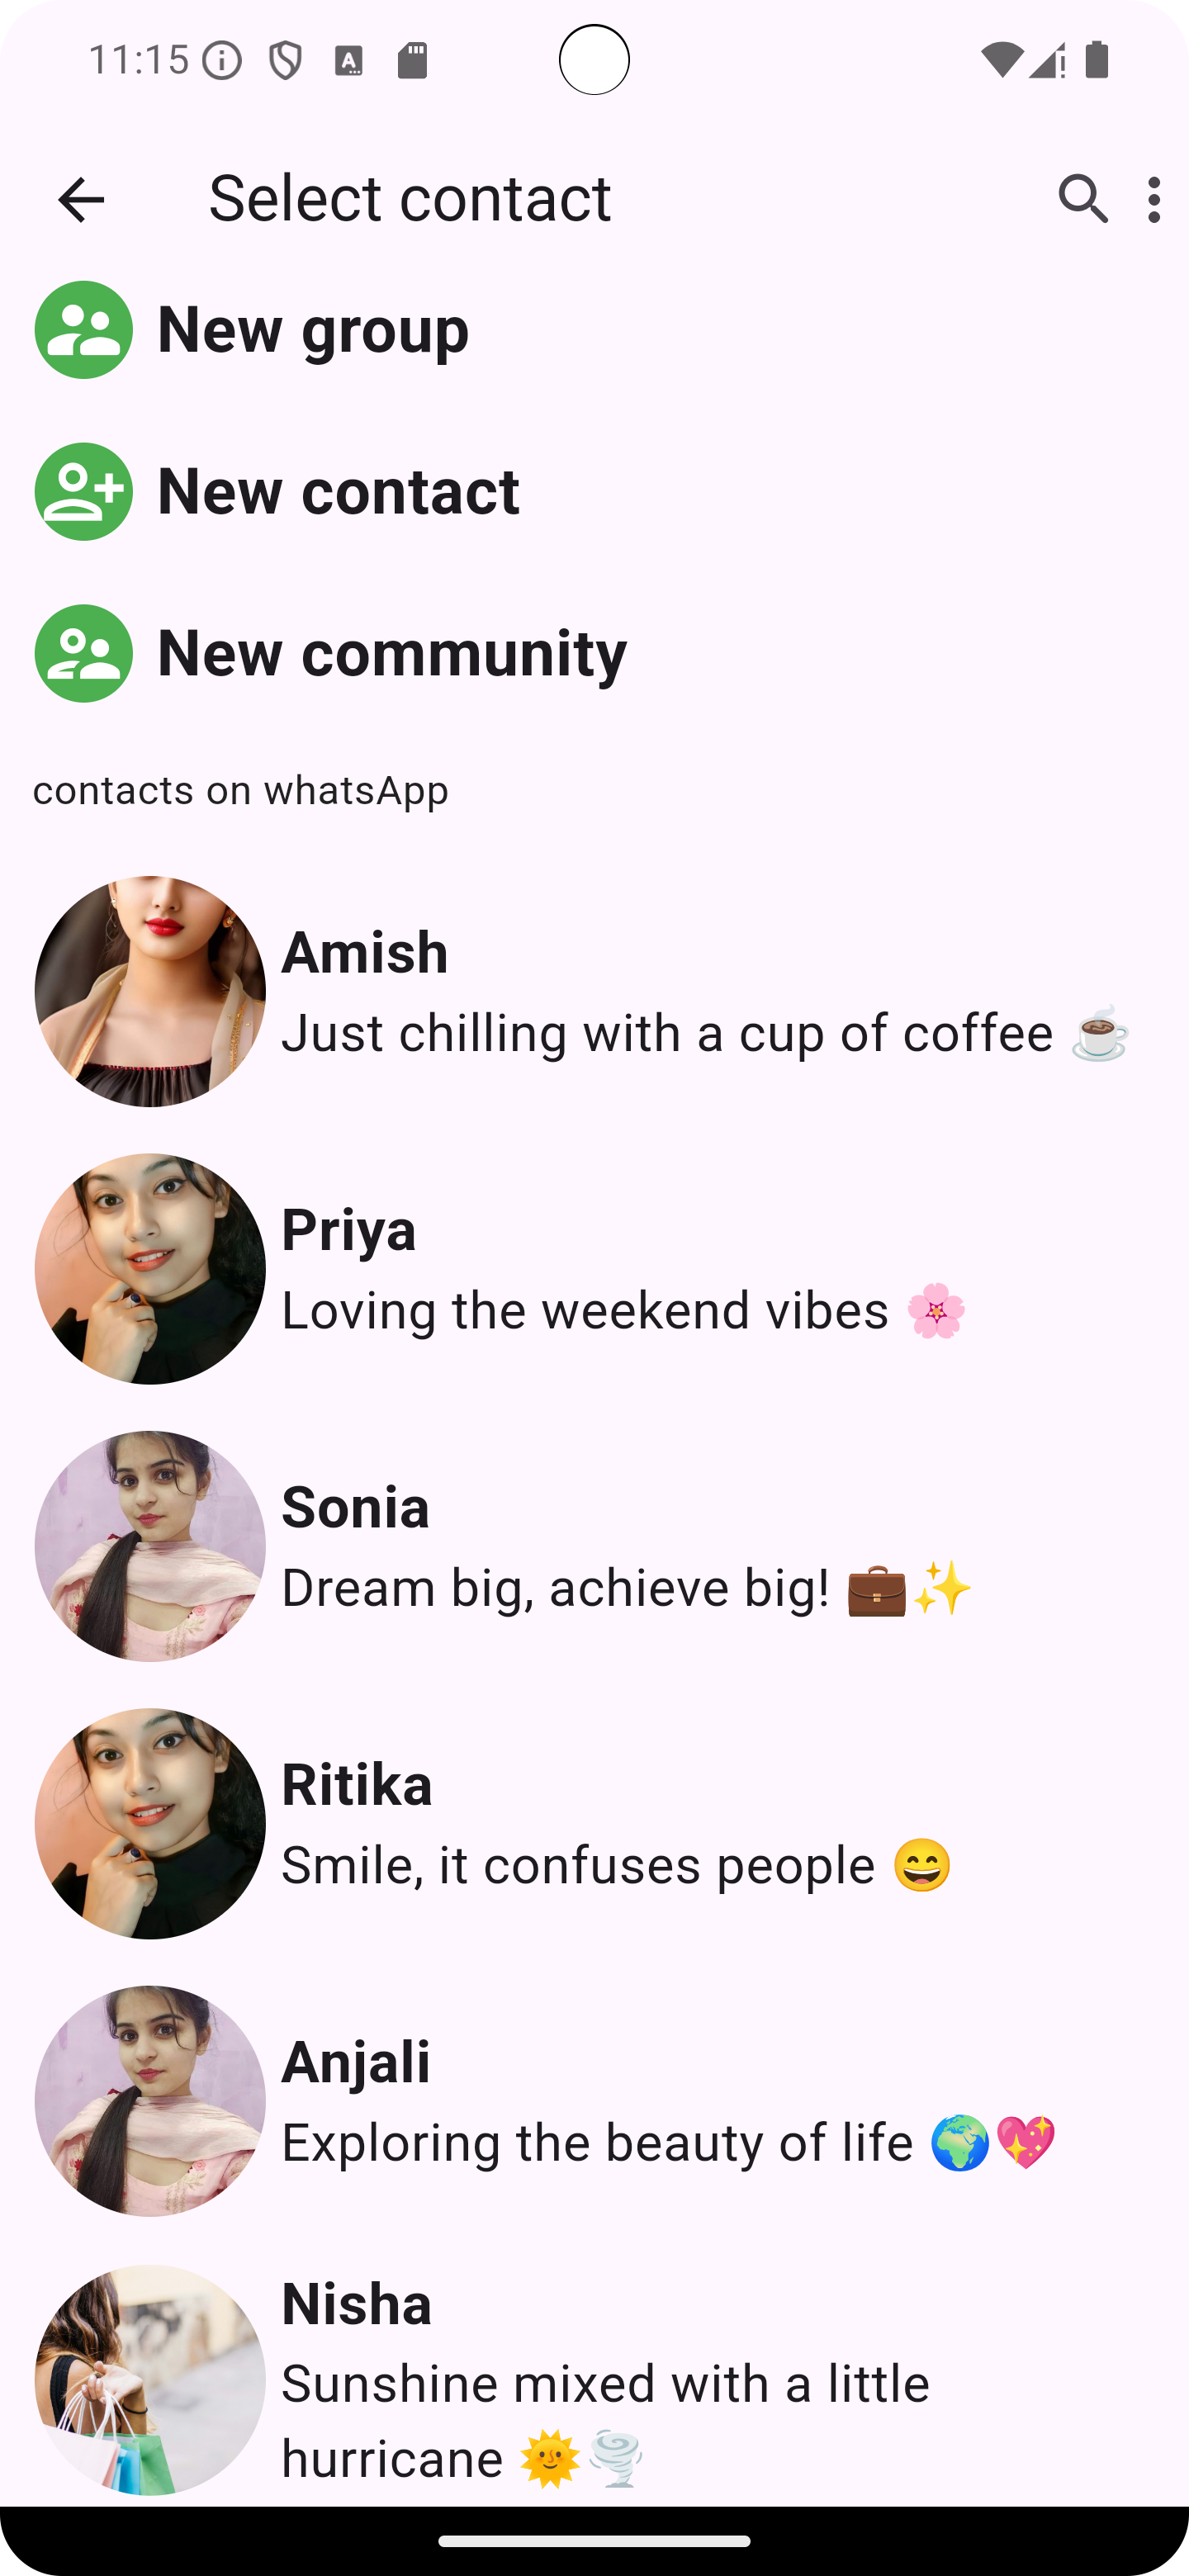 11:15
Select contact
New group
New contact
New community
contacts on whatsApp
Amish
Just chilling with a cup of coffee ☕
Priya
Loving the weekend vibes 🌸
Sonia
Dream big, achieve big! 💼✨
Ritika
Smile, it confuses people 😄
Anjali
Exploring the beauty of life 🌍💖
Nisha
Sunshine mixed with a little
hurricane 🌞🌪️